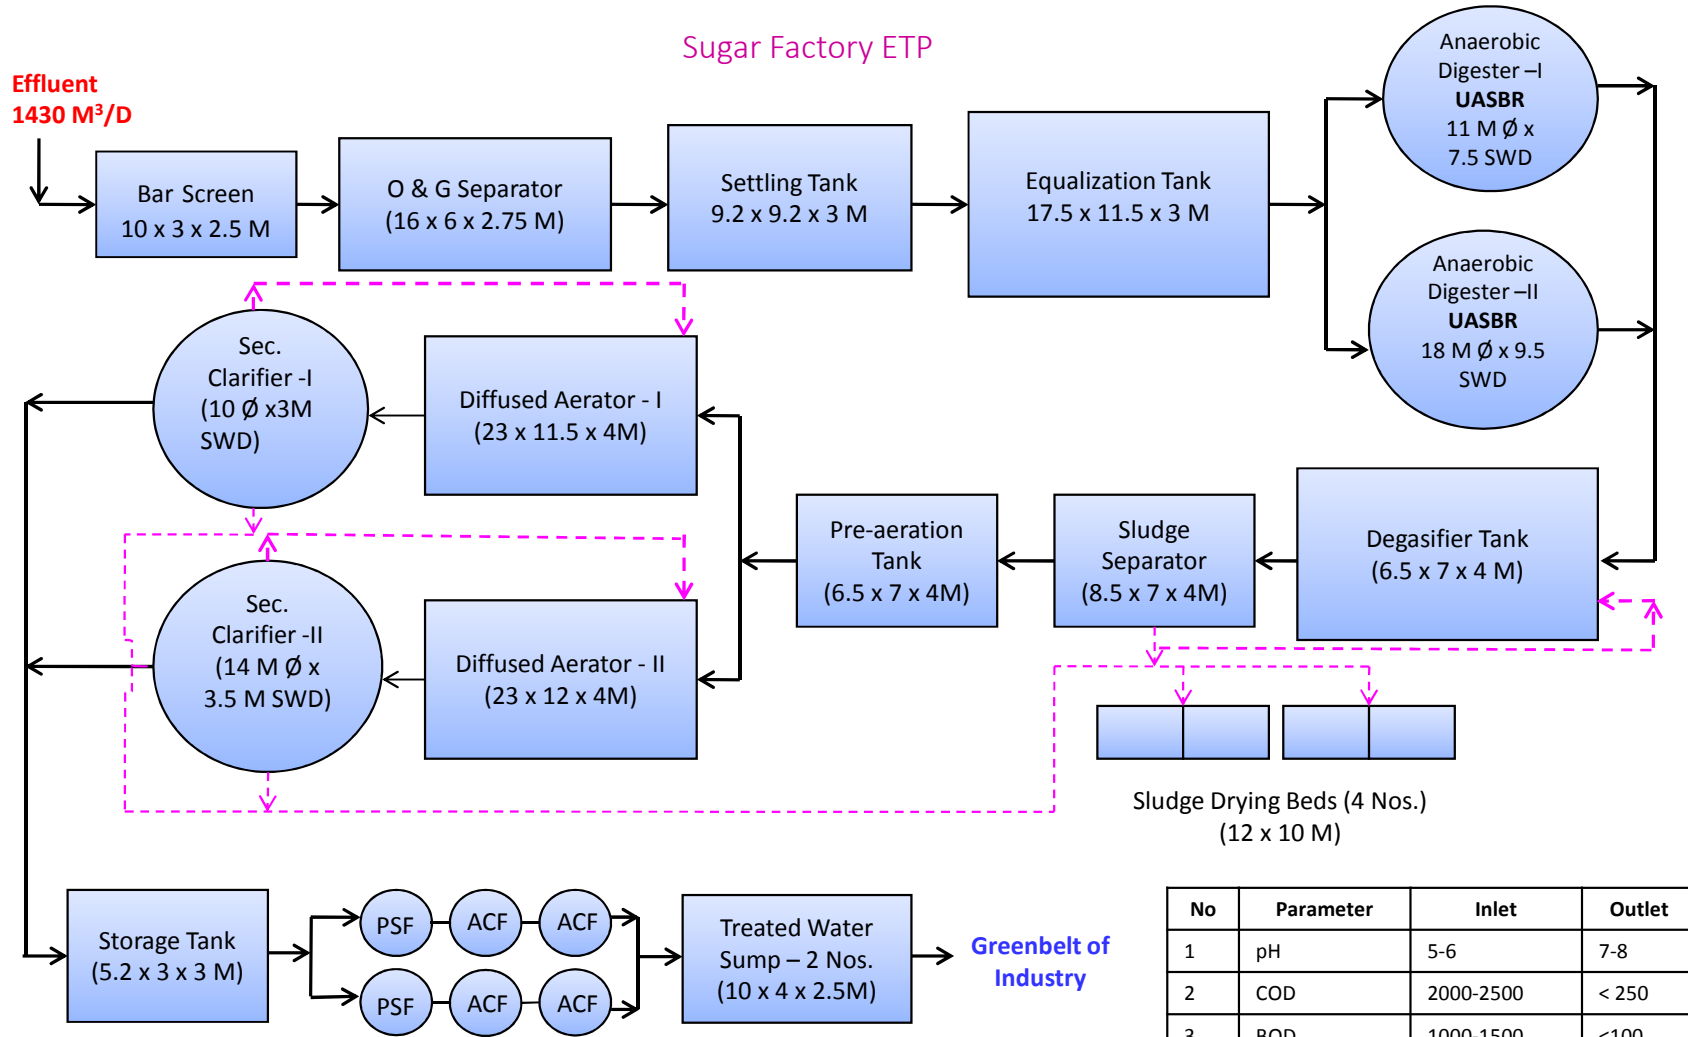 Sugar Factory ETP
Effluent
1430 M³/D
Bar Screen
10 x 3 x 2.5 M
O & G Separator
(16 x 6 x 2.75 M)
Settling Tank
9.2 x 9.2 x 3 M
Equalization Tank
17.5 x 11.5 x 3 M
Anaerobic
Digester –I
UASBR
11 M Ø x
7.5 SWD
Anaerobic
Digester –II
UASBR
18 M Ø x 9.5
SWD
Sec.
Clarifier -I
(10 Ø x3M
SWD)
Diffused Aerator - I
(23 x 11.5 x 4M)
Pre-aeration
Tank
(6.5 x 7 x 4M)
Sludge
Separator
(8.5 x 7 x 4M)
Degasifier Tank
(6.5 x 7 x 4 M)
Sec.
Clarifier -II
(14 M Ø x
3.5 M SWD)
Diffused Aerator - II
(23 x 12 x 4M)
Sludge Drying Beds (4 Nos.)
(12 x 10 M)
Storage Tank
(5.2 x 3 x 3 M)
PSF ACF ACF
PSF ACF ACF
Treated Water
Sump – 2 Nos.
(10 x 4 x 2.5M)
Greenbelt of
Industry
No Parameter Inlet Outlet
1 pH 5-6 7-8
2 COD 2000-2500 < 250
3 BOD 1000-1500 <100